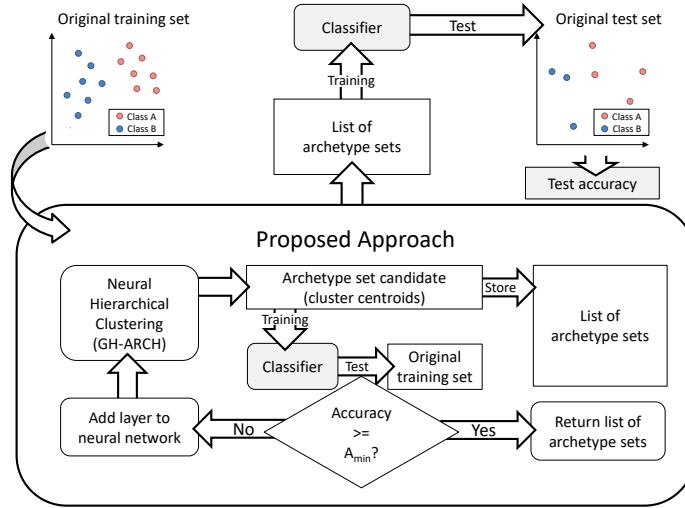 Original training set
Class A
Class B
Classifier
Test
Original test set
Class A
Class B
Training
List of
archetype sets
Test accuracy
Proposed Approach
Neural
Hierarchical
Clustering
(GH-ARCH)
Archetype set candidate
(cluster centroids)
Store
List of
archetype sets
Training
Classifier
Test
Original
training set
Add layer to
neural network
No
Accuracy
>=
Amin?
Yes
Return list of
archetype sets